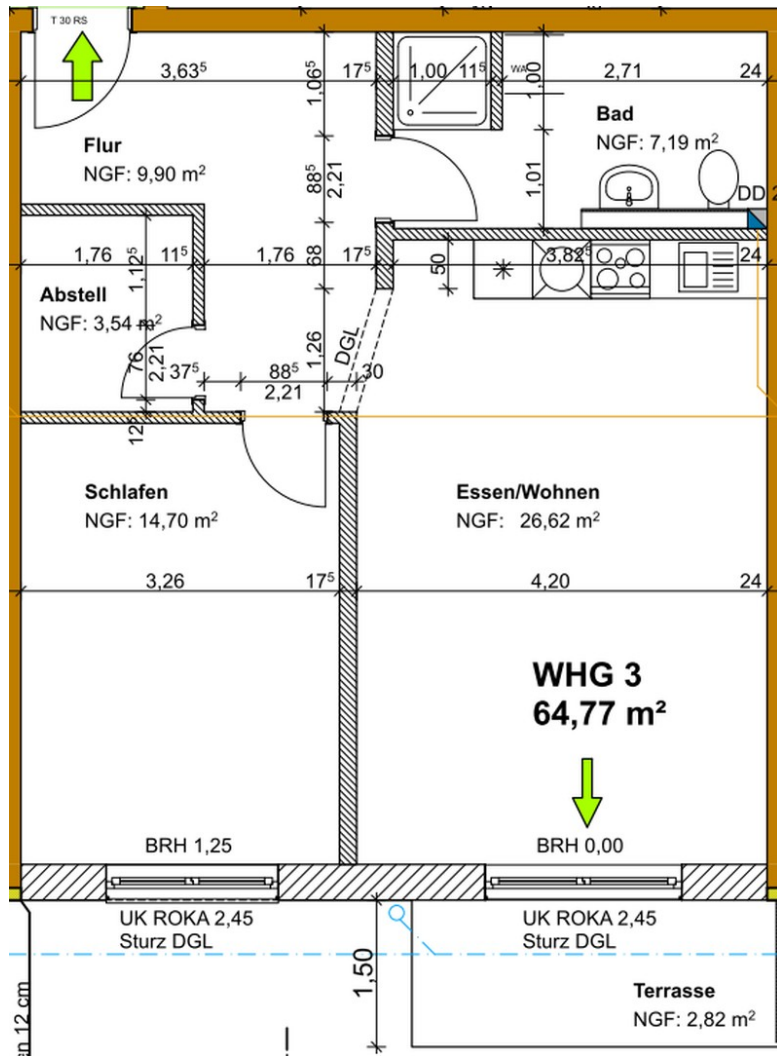 T 30 RS
3,63⁵
17⁵
1,00
11⁵
WA
2,71
24
1,06⁵
1,00
Flur
NGF: 9,90 m²
Bad
NGF: 7,19 m²
88⁵
2,21
1,01
DD 2
1,76
11⁵
1,76
17⁵
3,82⁵
24
1,12⁵
68
50
Abstell
NGF: 3,54 m²
76
2,21
37⁵
88⁵
2,21
30
1,26
DGL
12⁵
Schlafen
NGF: 14,70 m²
Essen/Wohnen
NGF: 26,62 m²
3,26
17⁵
4,20
24
WHG 3
64,77 m²
BRH 1,25
BRH 0,00
UK ROKA 2,45
Sturz DGL
UK ROKA 2,45
Sturz DGL
1,50
Terrasse
NGF: 2,82 m²
en 12 cm